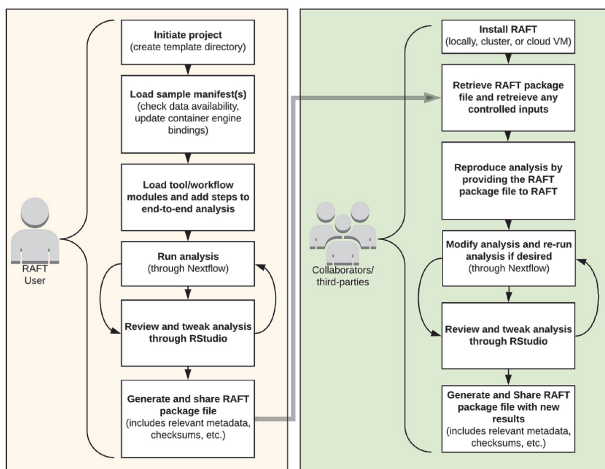 Initiate project
(create template directory)
Load sample manifest(s)
(check data availability,
update container engine
bindings)
Load tool/workflow
modules and add steps to
end-to-end analysis
RAFT
User
Run analysis
(through Nextflow)
Review and tweak analysis
through RStudio
Generate and share RAFT
package file
(includes relevant metadata,
checksums, etc.)
Install RAFT
(locally, cluster, or cloud VM)
Retrieve RAFT package
file and retreieve any
controlled inputs
Reproduce analysis by
providing the RAFT
package file to RAFT
Collaborators/
third-parties
Modify analysis and re-run
analysis if desired
(through Nextflow)
Review and tweak analysis
through RStudio
Generate and Share RAFT
package file with new
results
(includes relevant metadata,
checksums, etc.)